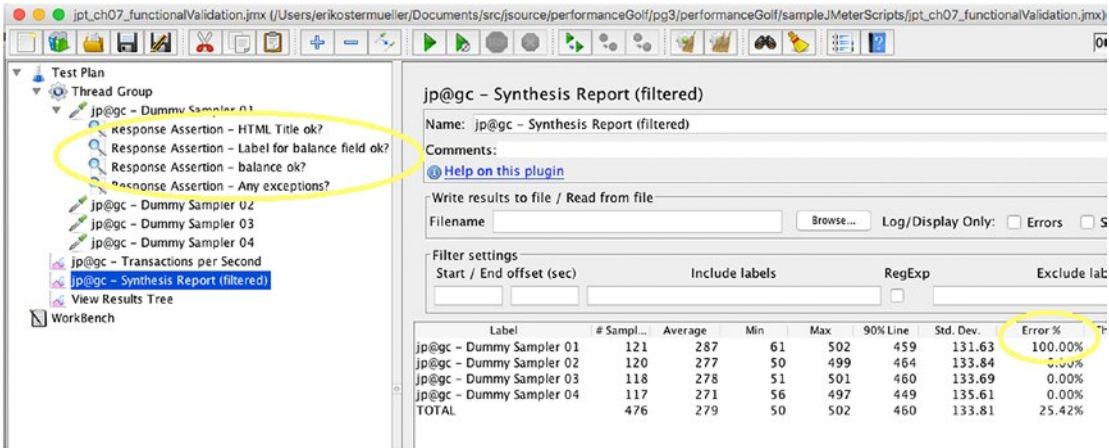 jpt_ch07_functionalValidation.jmx (/Users/erikostermueller/Documents/src/jsource/performanceGolf/pg3/performanceGolf/sampleJMeterScripts/jpt_ch07_functionalValidation.jmx)
Test Plan
Thread Group
jp@gc - Dummy Sampler 01
Response Assertion - HTML Title ok?
Response Assertion - Label for balance field ok?
Response Assertion - balance ok?
Response Assertion - Any exceptions?
jp@gc - Dummy Sampler 02
jp@gc - Dummy Sampler 03
jp@gc - Dummy Sampler 04
jp@gc - Transactions per Second
jp@gc - Synthesis Report (filtered)
View Results Tree
WorkBench
jp@gc - Synthesis Report (filtered)
Name: jp@gc - Synthesis Report (filtered)
Comments:
Help on this plugin
Write results to file / Read from file
Filename Browse... Log/Display Only: Errors S
Filter settings
Start / End offset (sec) Include labels RegExp Exclude lab
Label # Sampl... Average Min Max 90% Line Std. Dev. Error %
jp@gc - Dummy Sampler 01 121 287 61 502 459 131.63 100.00%
jp@gc - Dummy Sampler 02 120 277 50 499 464 133.84 0.00%
jp@gc - Dummy Sampler 03 118 278 51 501 460 133.69 0.00%
jp@gc - Dummy Sampler 04 117 271 56 497 449 135.61 0.00%
TOTAL 476 279 50 502 460 133.81 25.42%